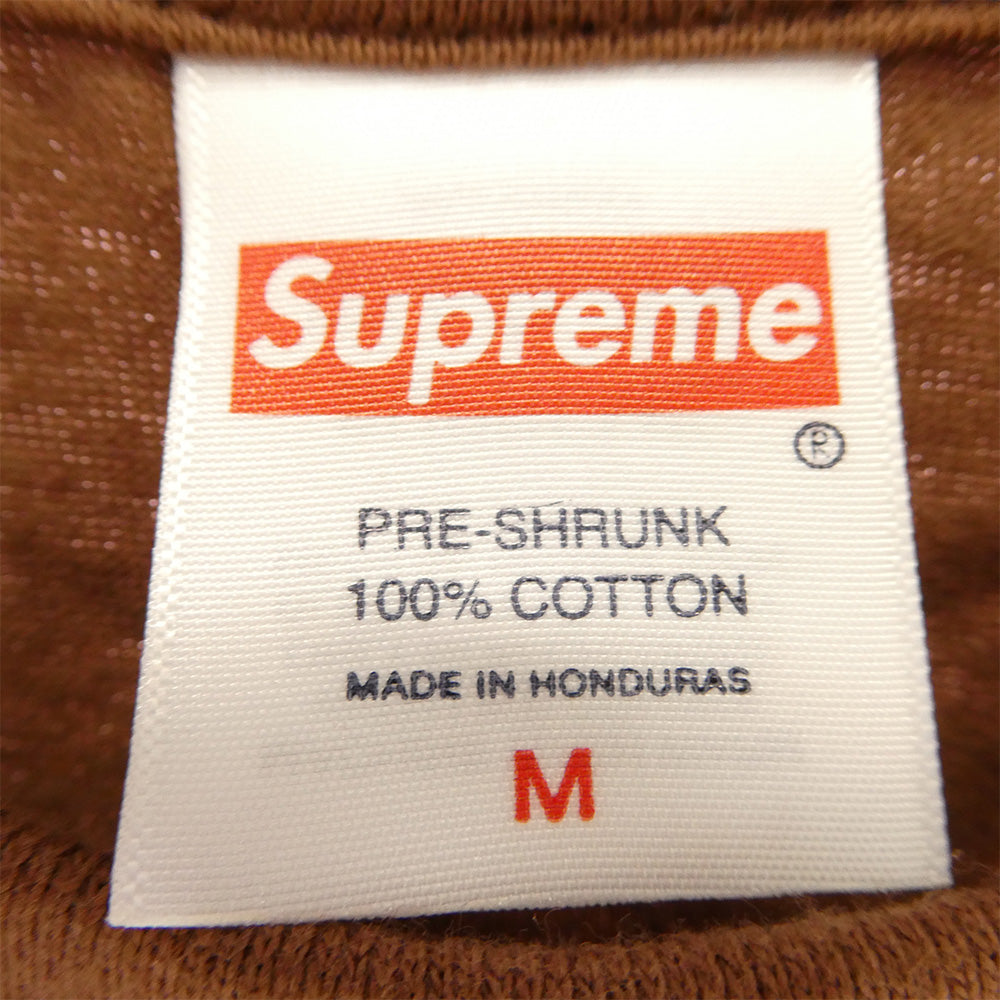 Supreme
®
PRE-SHRUNK
100% COTTON
MADE IN HONDURAS
M